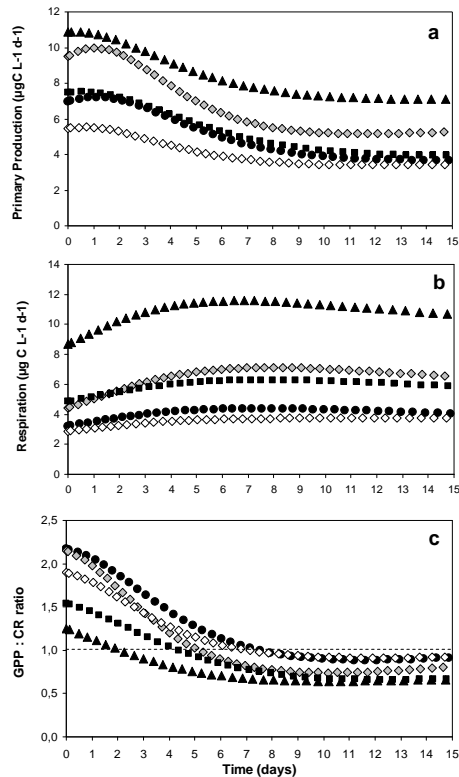 a
Primary Production (µgC L-1 d-1)
12
10
8
6
4
2
0
0 1 2 3 4 5 6 7 8 9 10 11 12 13 14 15
b
Respiration (µg C L-1 d-1)
14
12
10
8
6
4
2
0
0 1 2 3 4 5 6 7 8 9 10 11 12 13 14 15
c
GPP : CR ratio
2,5
2,0
1,5
1,0
0,5
0,0
0 1 2 3 4 5 6 7 8 9 10 11 12 13 14 15
Time (days)